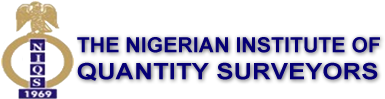 NIQS
1969
THE NIGERIAN INSTITUTE OF
QUANTITY SURVEYORS